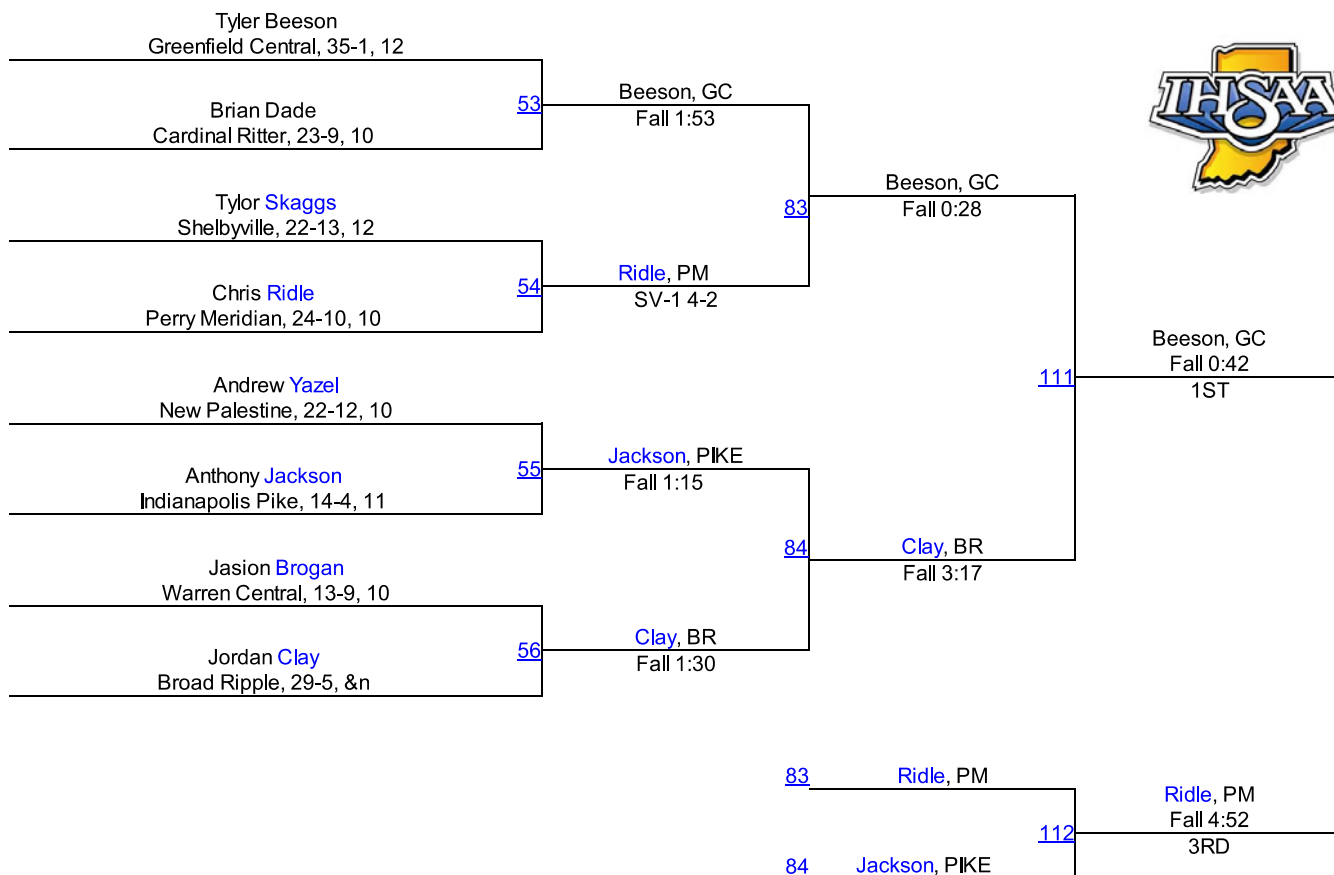 Tyler Beeson
Greenfield Central, 35-1, 12
53
Brian Dade
Cardinal Ritter, 23-9, 10
Beeson, GC
Fall 1:53
IHSAA
Tylor Skaggs
Shelbyville, 22-13, 12
83
Beeson, GC
Fall 0:28
54
Chris Ridle
Perry Meridian, 24-10, 10
Ridle, PM
SV-1 4-2
Andrew Yazel
New Palestine, 22-12, 10
111
Beeson, GC
Fall 0:42
1ST
55
Anthony Jackson
Indianapolis Pike, 14-4, 11
Jackson, PIKE
Fall 1:15
Jasion Brogan
Warren Central, 13-9, 10
84
Clay, BR
Fall 3:17
56
Jordan Clay
Broad Ripple, 29-5, &n
Clay, BR
Fall 1:30
83
Ridle, PM
112
Ridle, PM
Fall 4:52
3RD
84
Jackson, PIKE